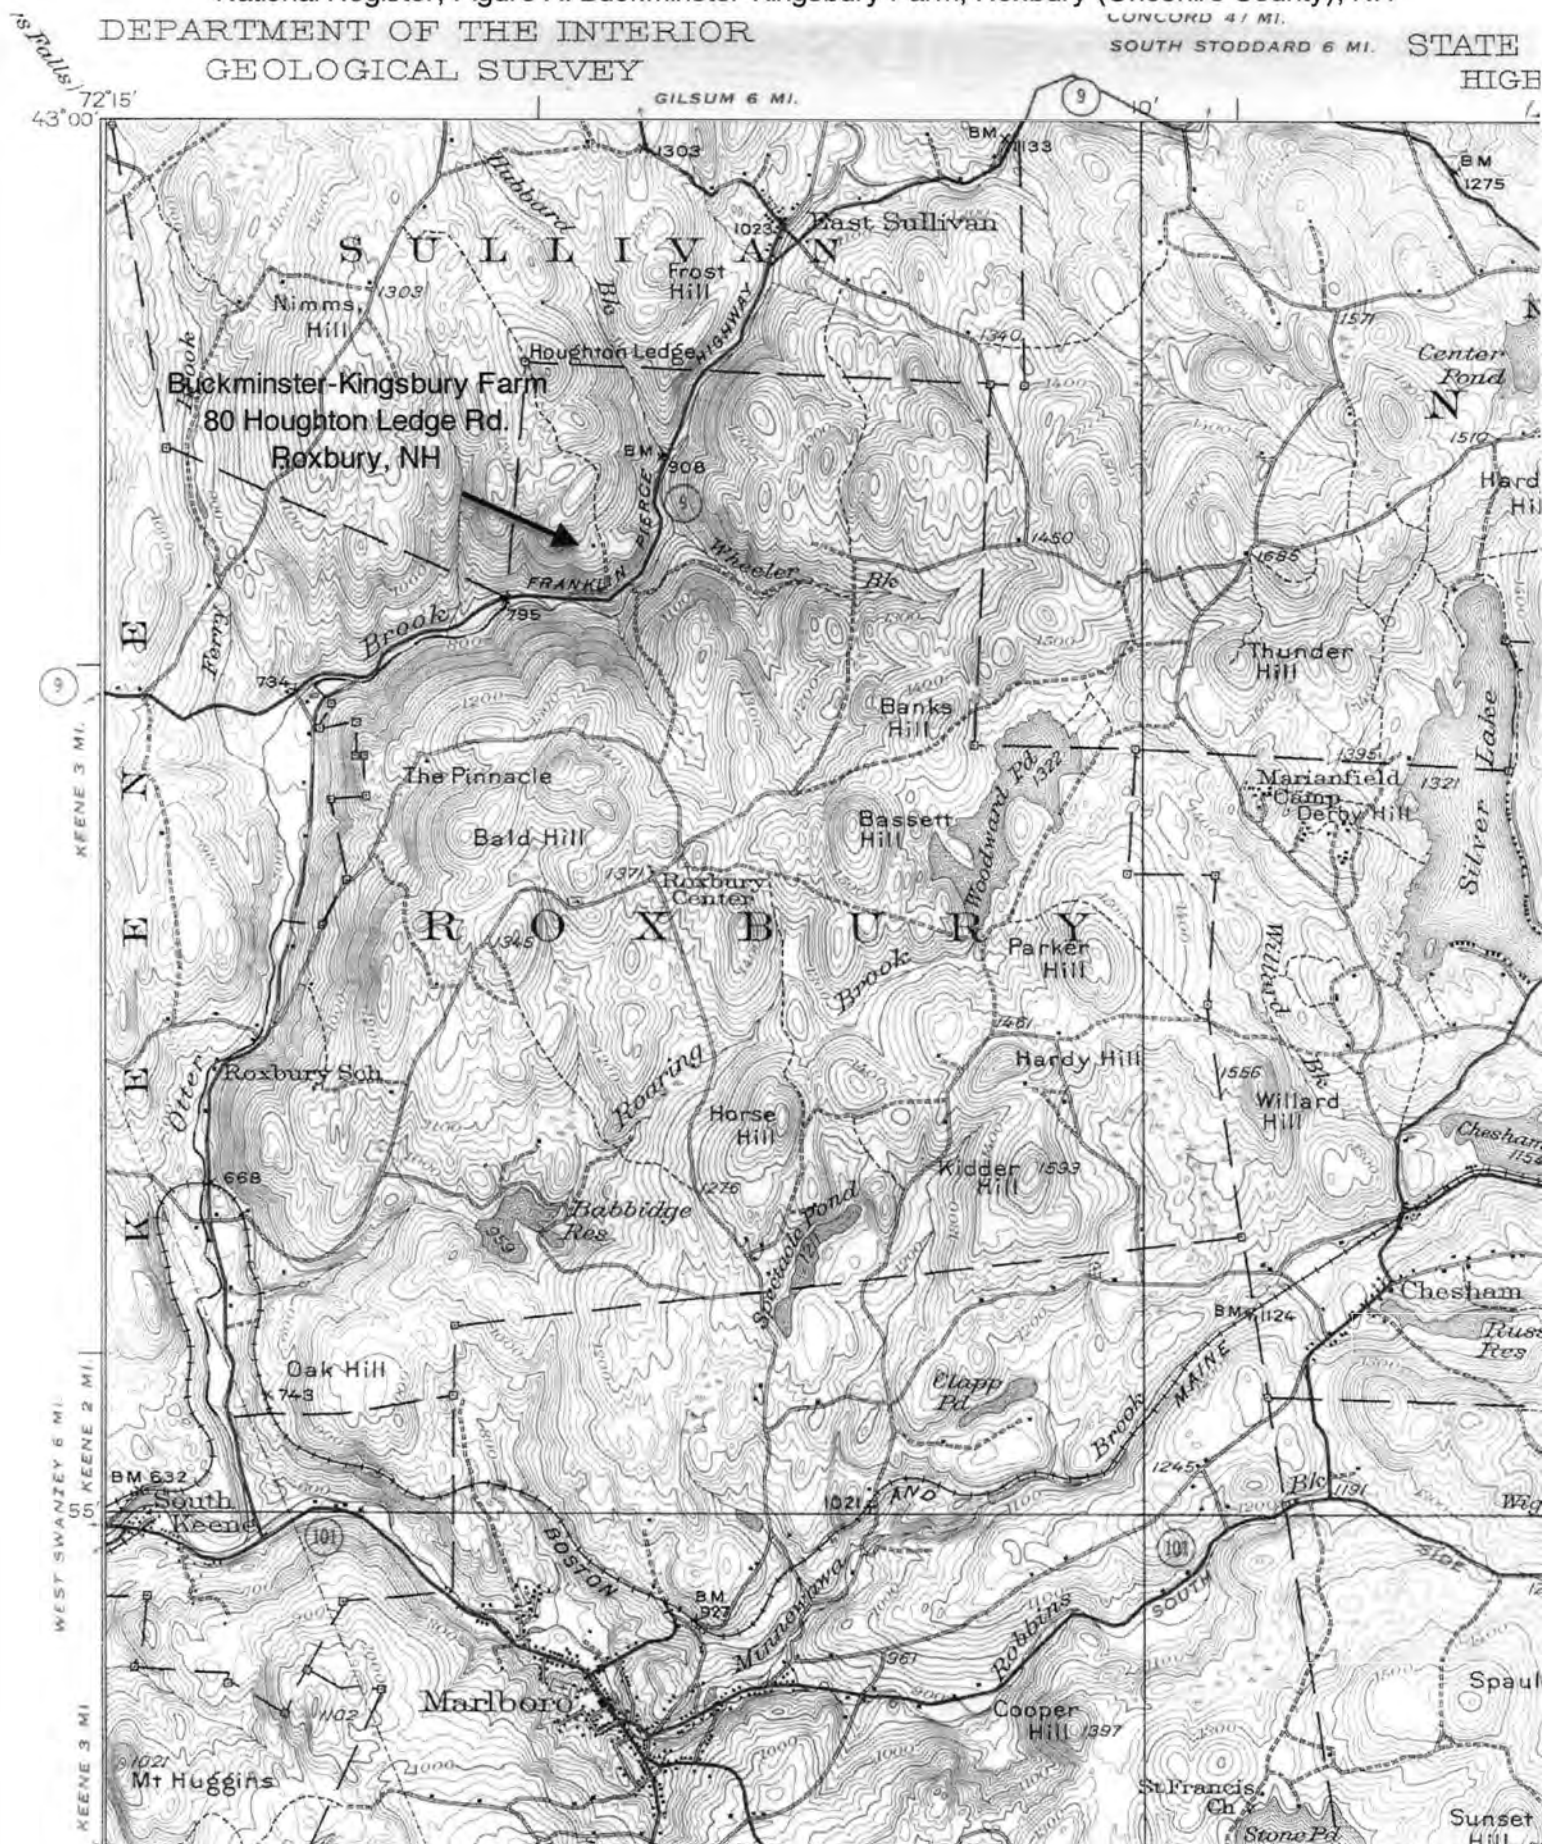 DEPARTMENT OF THE INTERIOR
GEOLOGICAL SURVEY
CONCORD 47 MI.
SOUTH STODDARD 6 MI.
STATE
72°15'
43°00'
GILSUM 6 MI.
9
10'
1303
BM
1133
BM
1275
Hubbard
Bk
1023
East Sullivan
SULLIVAN
Frost
Hill
Nimms
Hill
1303
HIGHWAY
1340
1571
Center
Pond
N
Houghton Ledge
1400
Buckminster-Kingsbury Farm
80 Houghton Ledge Rd.
Roxbury, NH
Brook
BM
908
PIERCE
9
1510
Hard
Hil
1450
Wheeler
Bk
1685
FRANKLIN
795
Brook
Ferry
734
9
KEENE 3 MI.
KEENE
Thunder
Hill
1400
Banks
Hill
Silver Lake
1395
1321
The Pinnacle
Bald Hill
Woodward Pd.
1322
Marianfield
Camp
Derby Hill
Bassett
Hill
1371
Roxbury
Center
ROXBURY
1345
Parker
Hill
Brook
Willard
Bk
1461
Hardy Hill
Otter
Roxbury Sch
Roaring
Horse
Hill
1556
Willard
Hill
Chesham
1154
668
Kidder
Hill
1593
1276
Babbidge
Res
959
Spectacle Pond
1211
Chesham
BM
1124
Russ
Res
Oak Hill
743
Clapp
Pd
MAINE
Brook
WEST SWANZEY 6 MI.
KEENE 2 MI.
BM 632
South
Keene
55'
1245
Bk
1191
1021
AND
Wig
101
BOSTON
101
SOUTH
SIDE
BM
927
Minnewawa
Robbins
961
Marlboro
Spaul
Cooper
Hill 1397
1102
1021
Mt Huggins
KEENE 3 MI
St Francis
Ch
Stone Pd
Sunset
Hill